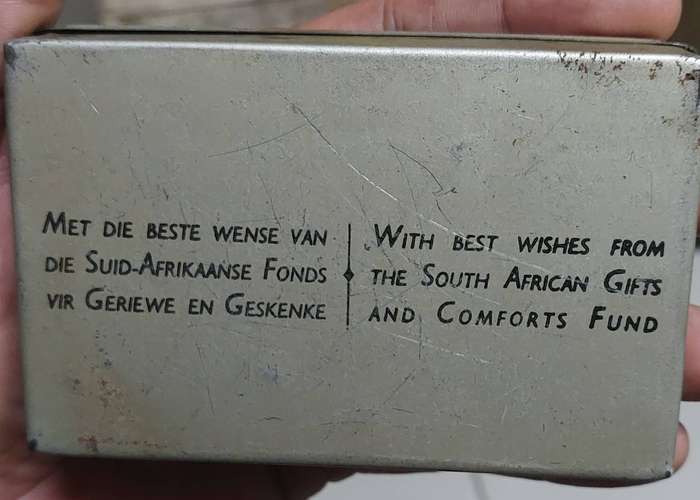 Met die beste wense van
die Suid-Afrikaanse Fonds
vir Geriewe en Geskenke
With best wishes from
the South African Gifts
and Comforts Fund